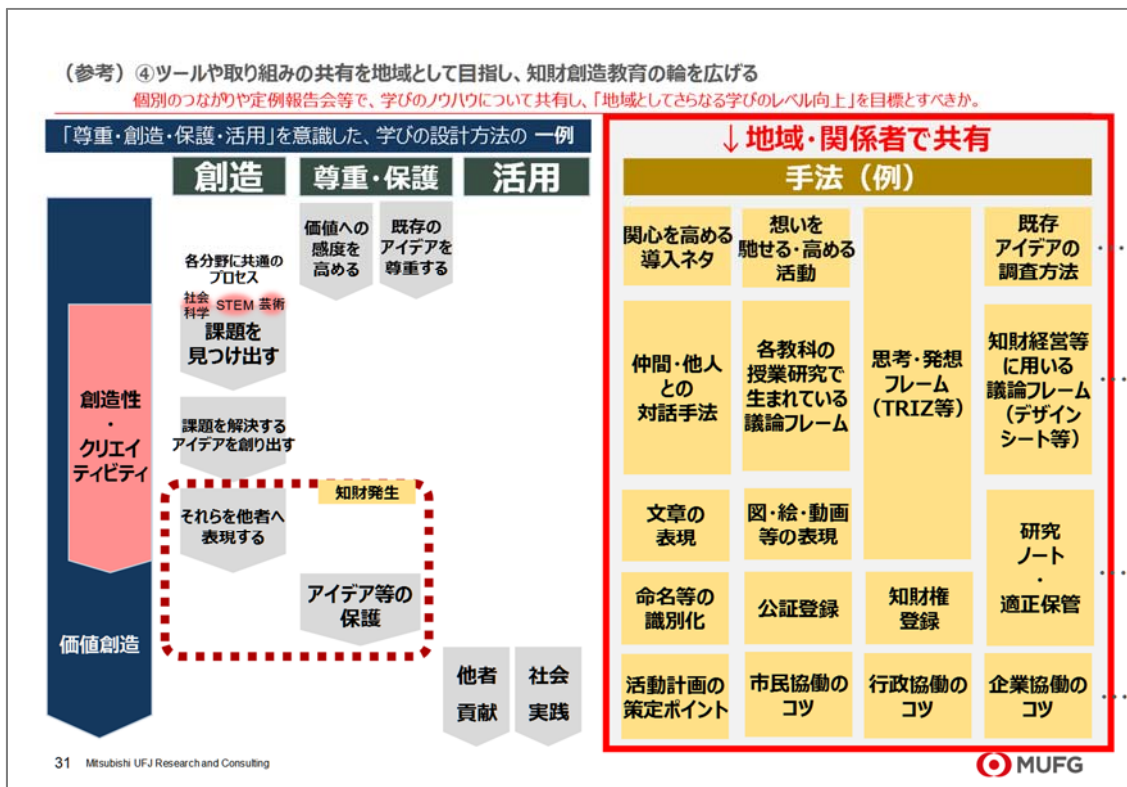 （参考）④ツールや取り組みの共有を地域として目指し、知財創造教育の輪を広げる
個別のつながりや定例報告会等で、学びのノウハウについて共有し、「地域としてさらなる学びのレベル向上」を目標とすべきか。
「尊重・創造・保護・活用」を意識した、学びの設計方法の 一例
創造
尊重・保護
活用
創造性
・
クリエイ
ティビティ
価値創造
各分野に共通の
プロセス
社会
科学
STEM
芸術
課題を
見つけ出す
課題を解決する
アイデアを創り出す
それらを他者へ
表現する
価値への
感度を
高める
既存の
アイデアを
尊重する
知財発生
アイデア等の
保護
他者
貢献
社会
実践
↓地域・関係者で共有
手法（例）
関心を高める
導入ネタ
想いを
馳せる・高める
活動
既存
アイデアの
調査方法
・・・
仲間・他人
との
対話手法
各教科の
授業研究で
生まれている
議論フレーム
思考・発想
フレーム
（TRIZ等）
知財経営等
に用いる
議論フレーム
（デザイン
シート等）
・・・
文章の
表現
図・絵・動画
等の表現
研究
ノート
・
適正保管
・・・
命名等の
識別化
公証登録
知財権
登録
活動計画の
策定ポイント
市民協働の
コツ
行政協働の
コツ
企業協働の
コツ
・・・
31 Mitsubishi UFJ Research and Consulting
MUFG